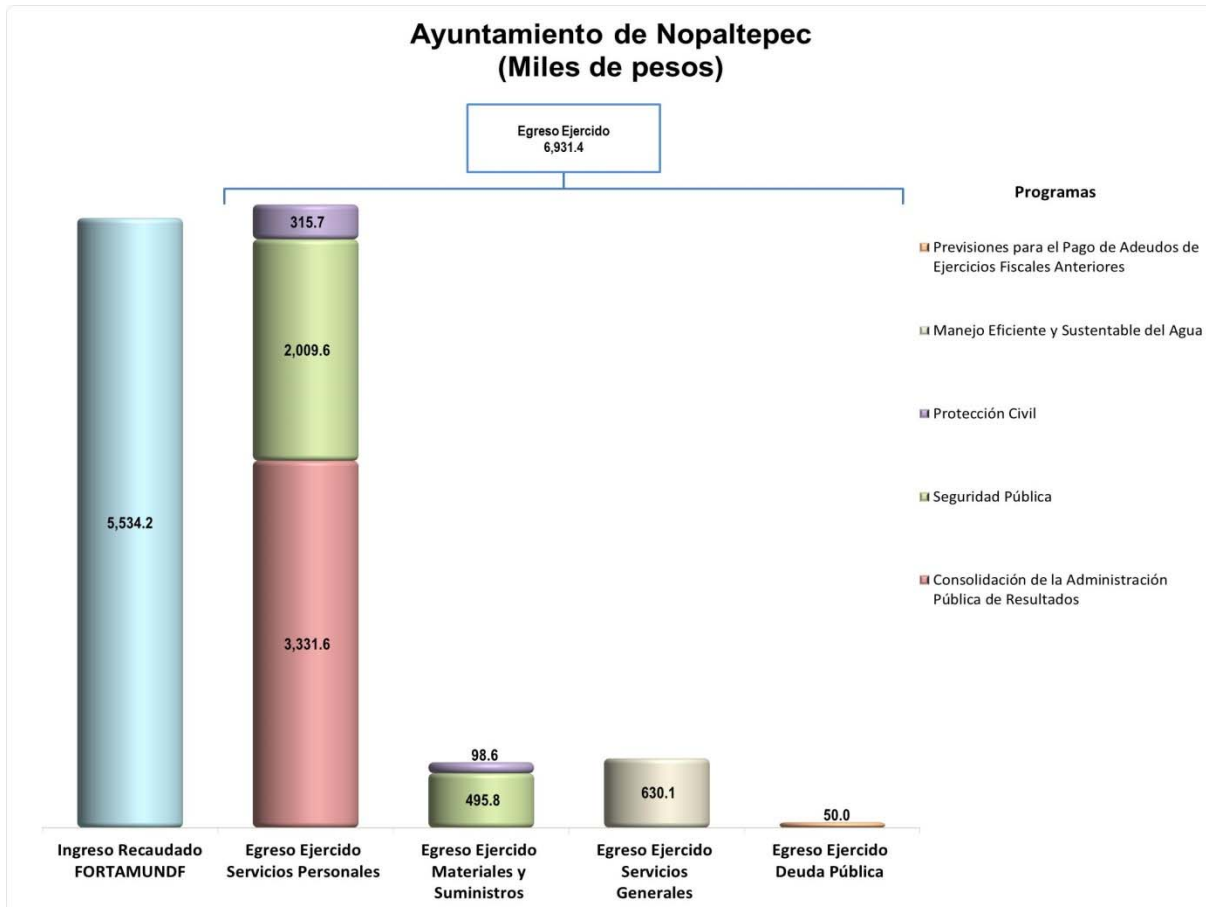 Ayuntamiento de Nopaltepec
(Miles de pesos)
Egreso Ejercido
6,931.4
Programas
315.7
2,009.6
5,534.2
3,331.6
98.6
495.8
630.1
50.0
Previsiones para el Pago de Adeudos de
Ejercicios Fiscales Anteriores
Manejo Eficiente y Sustentable del Agua
Protección Civil
Seguridad Pública
Consolidación de la Administración
Pública de Resultados
Ingreso Recaudado
FORTAMUNDF
Egreso Ejercido
Servicios Personales
Egreso Ejercido
Materiales y
Suministros
Egreso Ejercido
Servicios
Generales
Egreso Ejercido
Deuda Pública